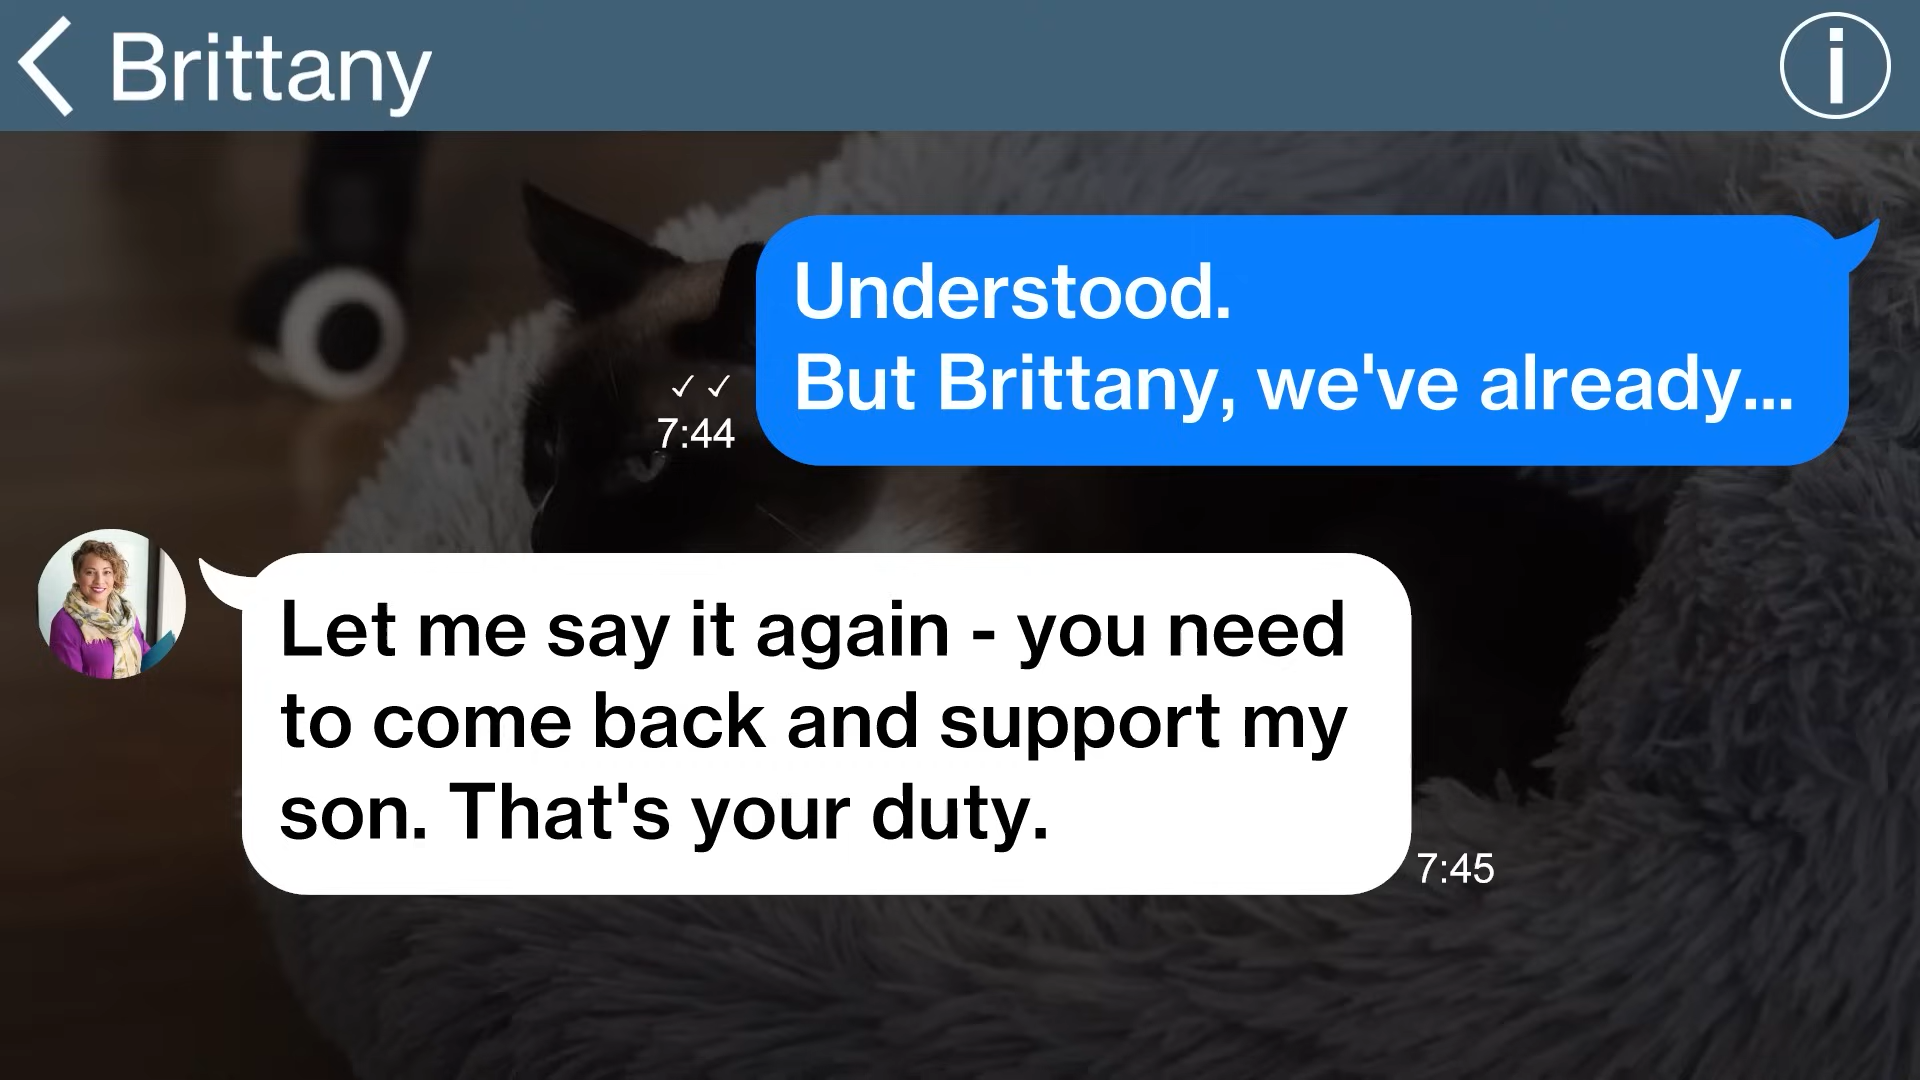 Brittany
Understood.
But Brittany, we've already...
✓ ✓
7:44
Let me say it again - you need
to come back and support my
son. That's your duty.
7:45